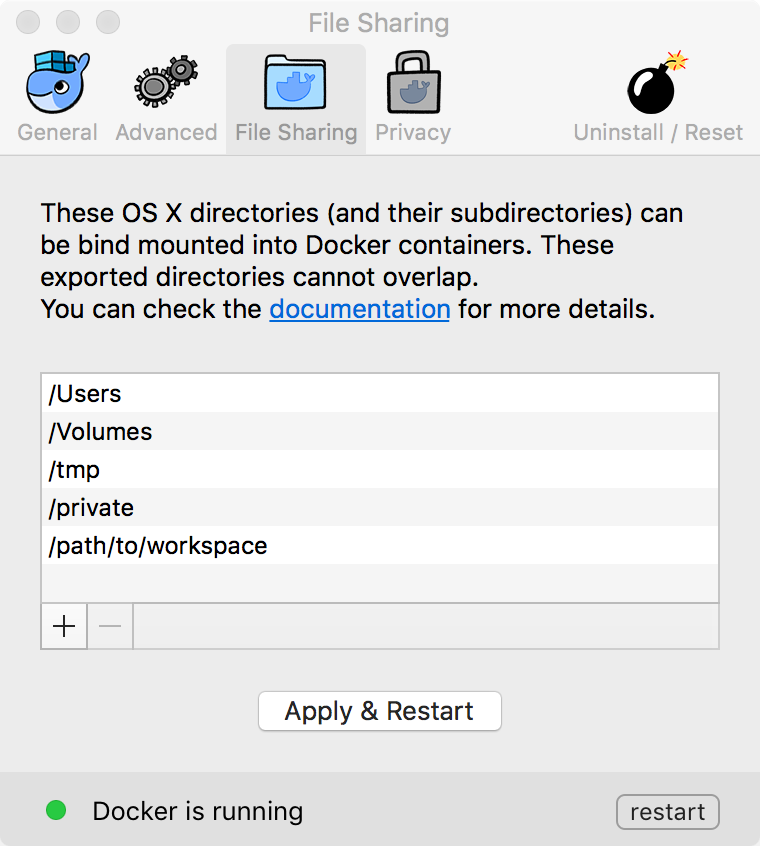 File Sharing
General
Advanced
File Sharing
Privacy
Uninstall / Reset
These OS X directories (and their subdirectories) can
be bind mounted into Docker containers. These
exported directories cannot overlap.
You can check the documentation for more details.
/Users
/Volumes
/tmp
/private
/path/to/workspace
Apply & Restart
Docker is running
restart